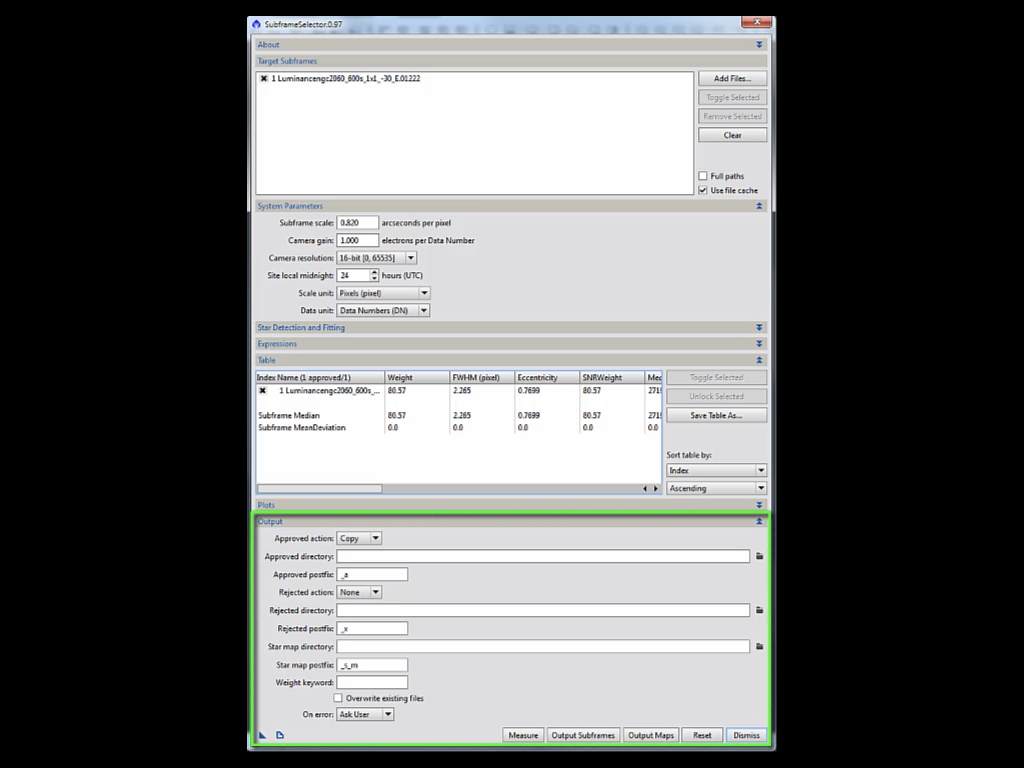 SubframeSelector.0.97
About
Target Subframes
1 Luminancengc2060_600s_1x1_-30_E.01222
Add Files...
Toggle Selected
Remove Selected
Clear
Full paths
Use file cache
System Parameters
Subframe scale: 0.820 arcseconds per pixel
Camera gain: 1.000 electrons per Data Number
Camera resolution: 16-bit [0, 65535]
Site local midnight: 24 hours (UTC)
Scale unit: Pixels (pixel)
Data unit: Data Numbers (DN)
Star Detection and Fitting
Expressions
Table
Index Name (1 approved/1) Weight FWHM (pixel) Eccentricity SNRWeight Med
1 Luminancengc2060_600s_... 80.57 2.265 0.7699 80.57 271
Subframe Median 80.57 2.265 0.7699 80.57 271
Subframe MeanDeviation 0.0 0.0 0.0 0.0 0.0
Toggle Selected
Unlock Selected
Save Table As...
Sort table by:
Index
Ascending
Plots
Output
Approved action: Copy
Approved directory:
Approved postfix: _a
Rejected action: None
Rejected directory:
Rejected postfix: _x
Star map directory:
Star map postfix: _s_m
Weight keyword:
Overwrite existing files
On error: Ask User
Measure Output Subframes Output Maps Reset Dismiss